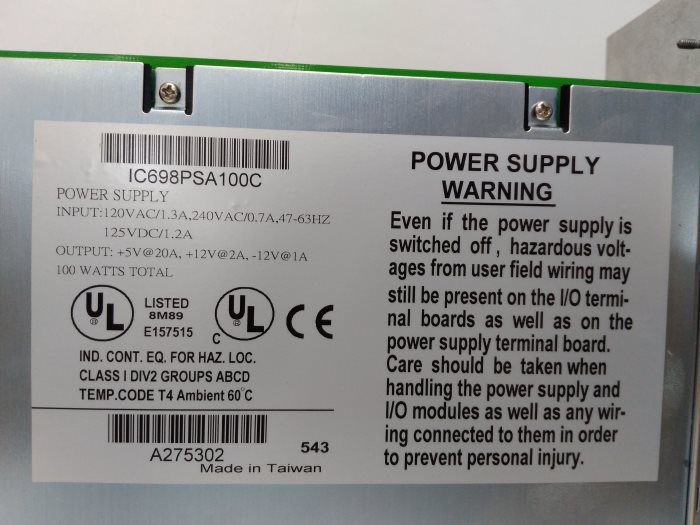 IC698PSA100C
POWER SUPPLY
INPUT:120VAC/1.3A,240VAC/0.7A,47-63HZ
125VDC/1.2A
OUTPUT: +5V@20A, +12V@2A, -12V@1A
100 WATTS TOTAL
UL
LISTED
8M89
E157515
C UL CE
IND. CONT. EQ. FOR HAZ. LOC.
CLASS I DIV2 GROUPS ABCD
TEMP.CODE T4 Ambient 60°C
A275302
543
Made in Taiwan
POWER SUPPLY
WARNING
Even if the power supply is
switched off , hazardous volt-
ages from user field wiring may
still be present on the I/O termi-
nal boards as well as on the
power supply terminal board.
Care should be taken when
handling the power supply and
I/O modules as well as any wir-
ing connected to them in order
to prevent personal injury.